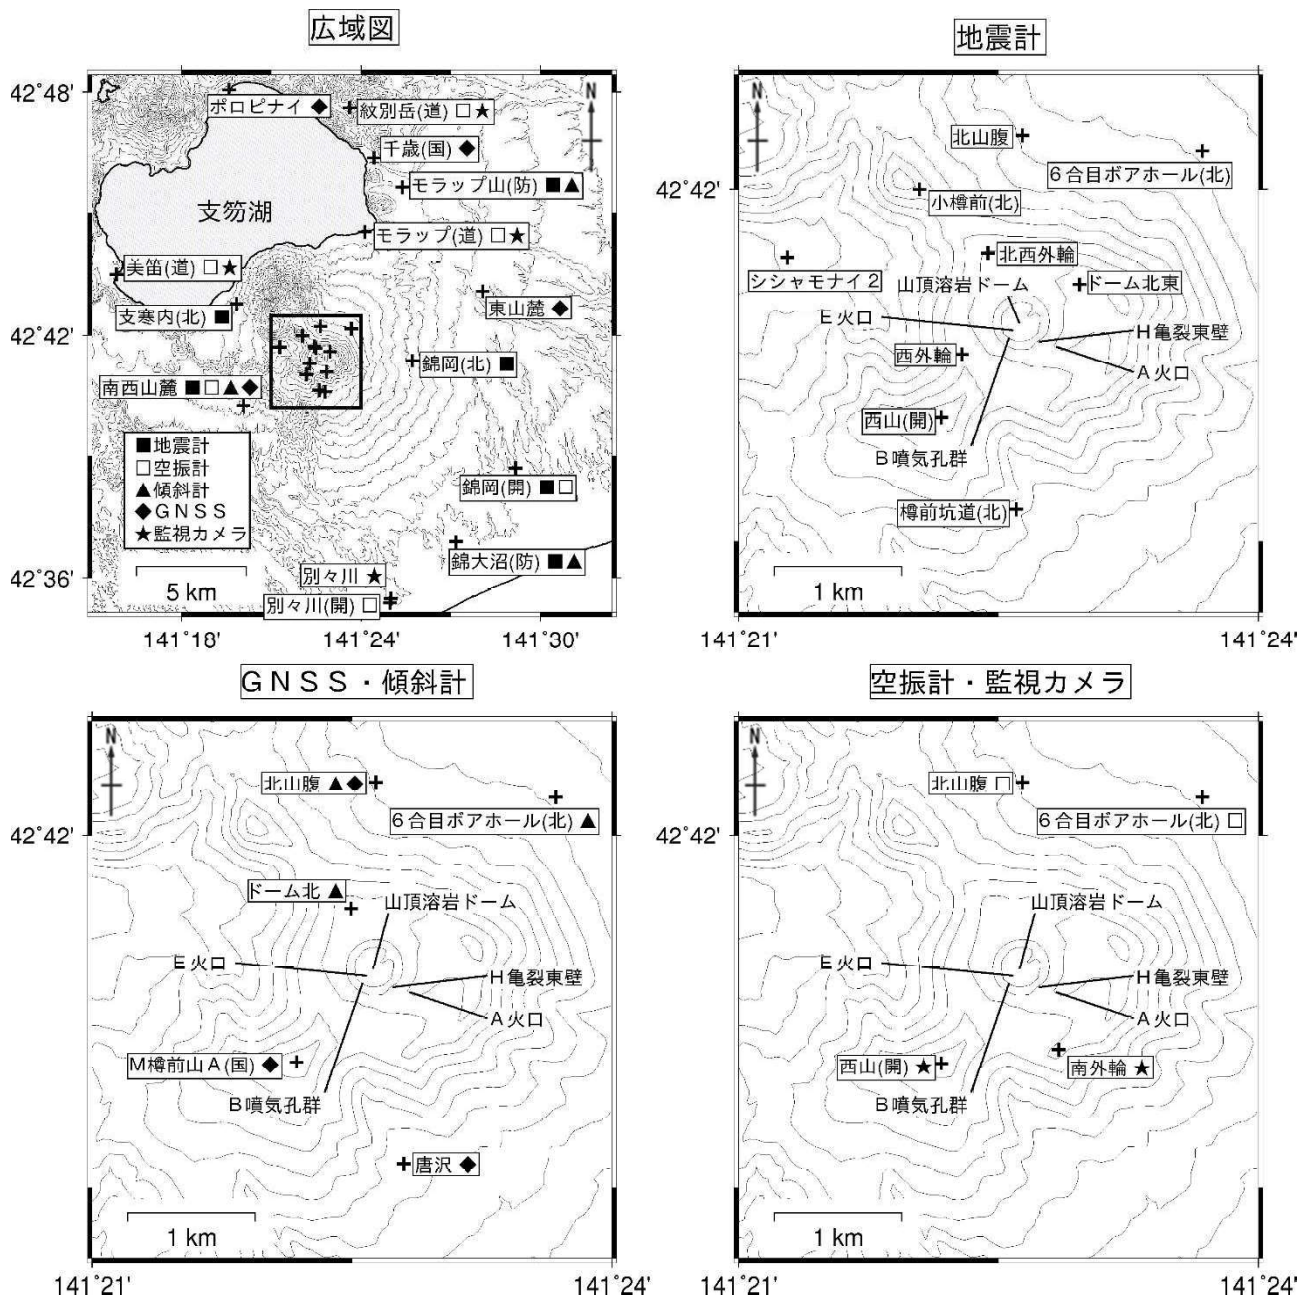 広域図
42°48'
42°42'
42°36'
141°18'
141°24'
141°30'
N
ポロピナイ ◆
紋別岳(道) □★
千歳(国) ◆
モラップ山(防) ■▲
支笏湖
モラップ(道) □★
美笛(道) □★
支寒内(北) ■
東山麓 ◆
錦岡(北) ■
南西山麓 ■□▲◆
■地震計
□空振計
▲傾斜計
◆GNSS
★監視カメラ
錦岡(開) ■□
錦大沼(防) ■▲
別々川 ★
別々川(開) □
5 km
地震計
N
42°42'
141°21'
141°24'
北山腹
6合目ボアホール(北)
小樽前(北)
北西外輪
シシャモナイ2
山頂溶岩ドーム
ドーム北東
E火口
H亀裂東壁
西外輪
A火口
西山(開)
B噴気孔群
樽前坑道(北)
1 km
GNSS・傾斜計
N
42°42'
141°21'
141°24'
北山腹 ▲◆
6合目ボアホール(北) ▲
ドーム北 ▲
山頂溶岩ドーム
E火口
H亀裂東壁
A火口
M樽前山A(国) ◆
B噴気孔群
唐沢 ◆
1 km
空振計・監視カメラ
N
42°42'
141°21'
141°24'
北山腹 □
6合目ボアホール(北) □
山頂溶岩ドーム
E火口
H亀裂東壁
A火口
西山(開) ★
南外輪 ★
B噴気孔群
1 km